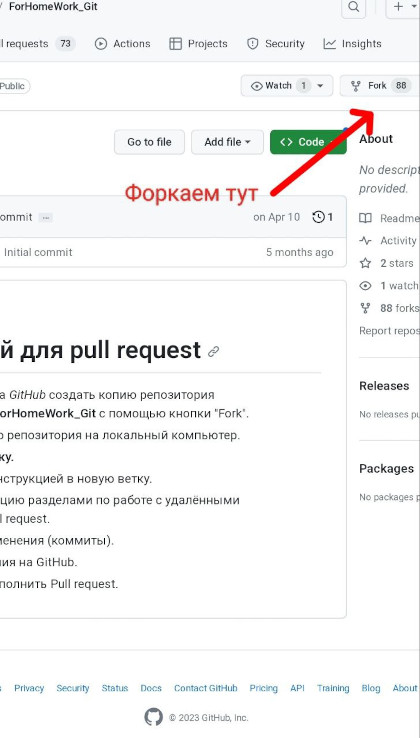 / ForHomeWork_Git
requests 73 Actions Projects Security Insights
Public Watch 1 Fork 88
Go to file Add file Code
About
Форкаем тут
No descript
provided.
ommit ... on Apr 10 1
Readme
Initial commit 5 months ago
Activity
2 stars
1 watch
88 forks
Report repos
й для pull request
а GitHub создать копию репозитория
orHomeWork_Git с помощью кнопки "Fork".
о репозитория на локальный компьютер.
ку.
нструкцией в новую ветку.
цию разделами по работе с удалёнными
l request.
менения (коммиты).
ия на GitHub.
полнить Pull request.
Releases
No releases pu
Packages
No packages p
s Privacy Security Status Docs Contact GitHub Pricing API Training Blog About
© 2023 GitHub, Inc.